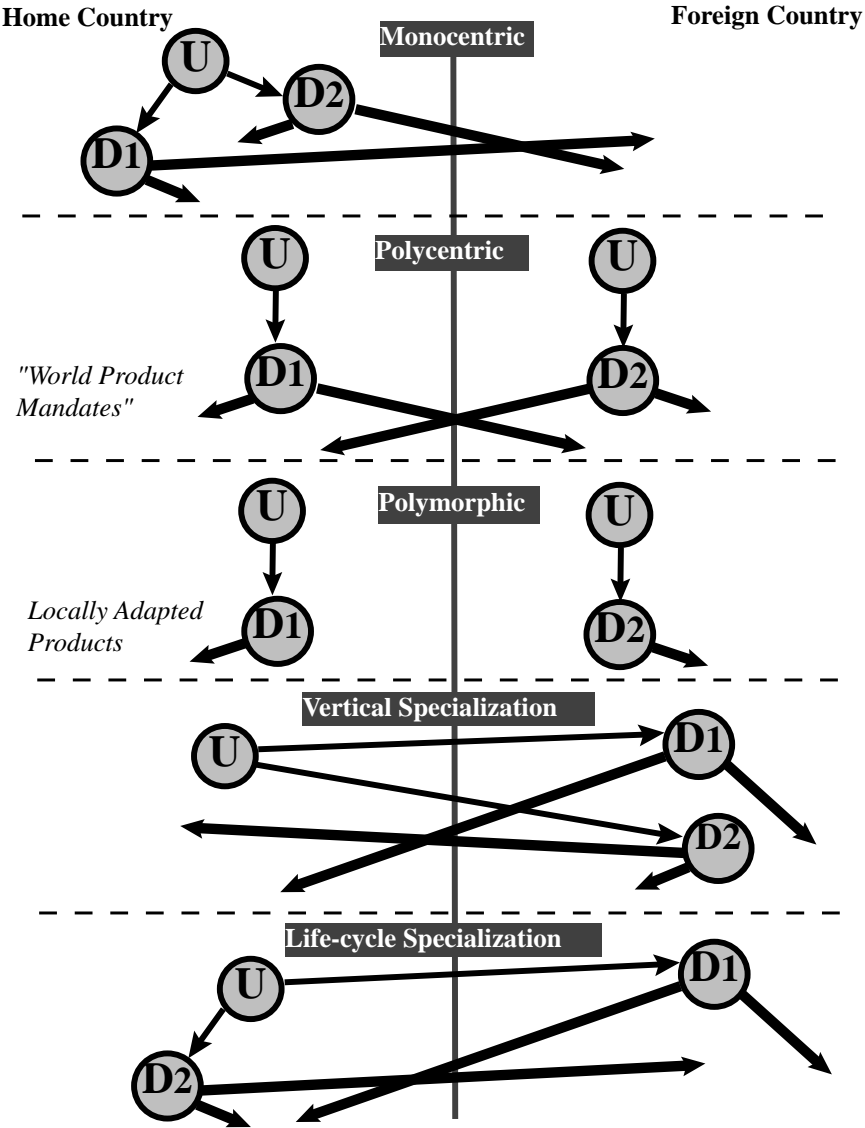 Home Country
Foreign Country
Monocentric
U
D2
D1
Polycentric
U
U
"World Product
Mandates"
D1
D2
Polymorphic
U
U
Locally Adapted
Products
D1
D2
Vertical Specialization
U
D1
D2
Life-cycle Specialization
U
D1
D2